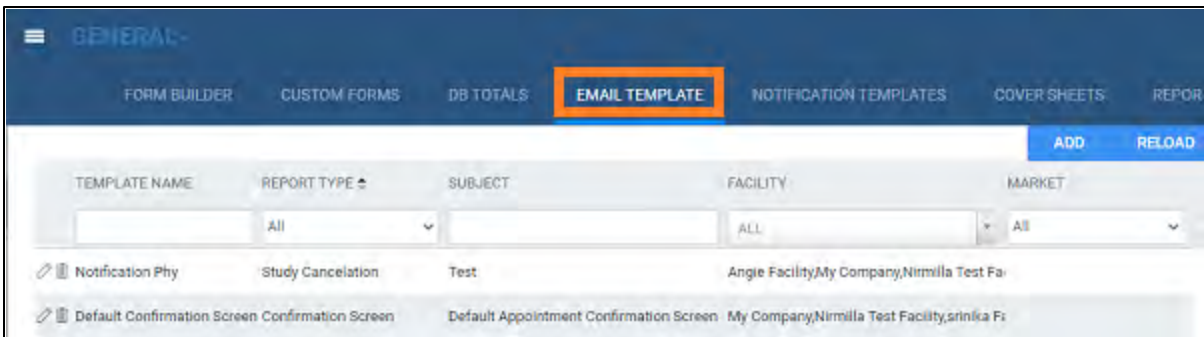 GENERAL-
FORM BUILDER CUSTOM FORMS DB TOTALS EMAIL TEMPLATE NOTIFICATION TEMPLATES COVER SHEETS REPOR
ADD RELOAD
TEMPLATE NAME REPORT TYPE SUBJECT FACILITY MARKET
All ALL All
Notification Phy Study Cancelation Test Angie Facility,My Company,Nirmilla Test Fa
Default Confirmation Screen Confirmation Screen Default Appointment Confirmation Screen My Company,Nirmilla Test Facility,srinika Fa